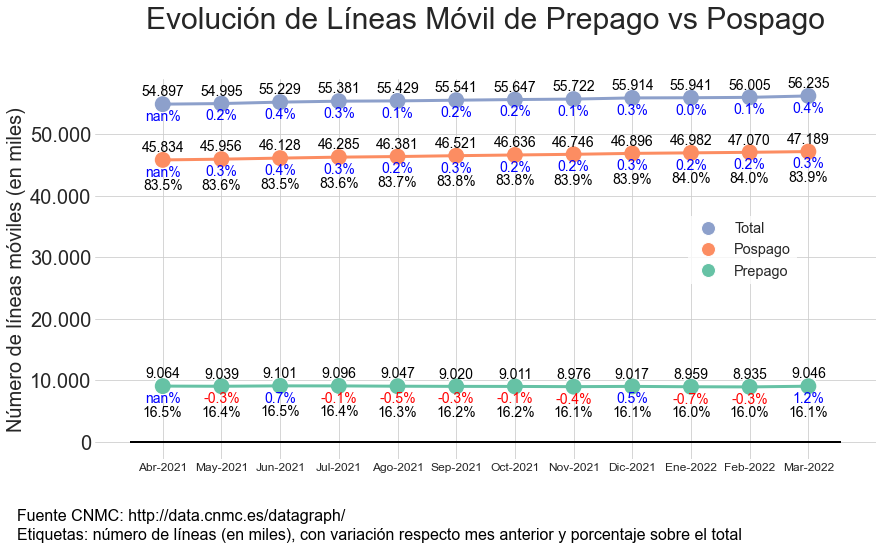 Evolución de Líneas Móvil de Prepago vs Pospago
Número de líneas móviles (en miles)
54.897 54.995 55.229 55.381 55.429 55.541 55.647 55.722 55.914 55.941 56.005 56.235
nan% 0.2% 0.4% 0.3% 0.1% 0.2% 0.2% 0.1% 0.3% 0.0% 0.1% 0.4%
50.000
45.834 45.956 46.128 46.285 46.381 46.521 46.636 46.746 46.896 46.982 47.070 47.189
nan% 0.3% 0.4% 0.3% 0.2% 0.3% 0.2% 0.2% 0.3% 0.2% 0.2% 0.3%
83.5% 83.6% 83.5% 83.6% 83.7% 83.8% 83.8% 83.9% 83.9% 84.0% 84.0% 83.9%
40.000
Total
Pospago
Prepago
30.000
20.000
9.064 9.039 9.101 9.096 9.047 9.020 9.011 8.976 9.017 8.959 8.935 9.046
10.000
nan% -0.3% 0.7% -0.1% -0.5% -0.3% -0.1% -0.4% 0.5% -0.7% -0.3% 1.2%
16.5% 16.4% 16.5% 16.4% 16.3% 16.2% 16.2% 16.1% 16.1% 16.0% 16.0% 16.1%
0
Abr-2021 May-2021 Jun-2021 Jul-2021 Ago-2021 Sep-2021 Oct-2021 Nov-2021 Dic-2021 Ene-2022 Feb-2022 Mar-2022
Fuente CNMC: http://data.cnmc.es/datagraph/
Etiquetas: número de líneas (en miles), con variación respecto mes anterior y porcentaje sobre el total